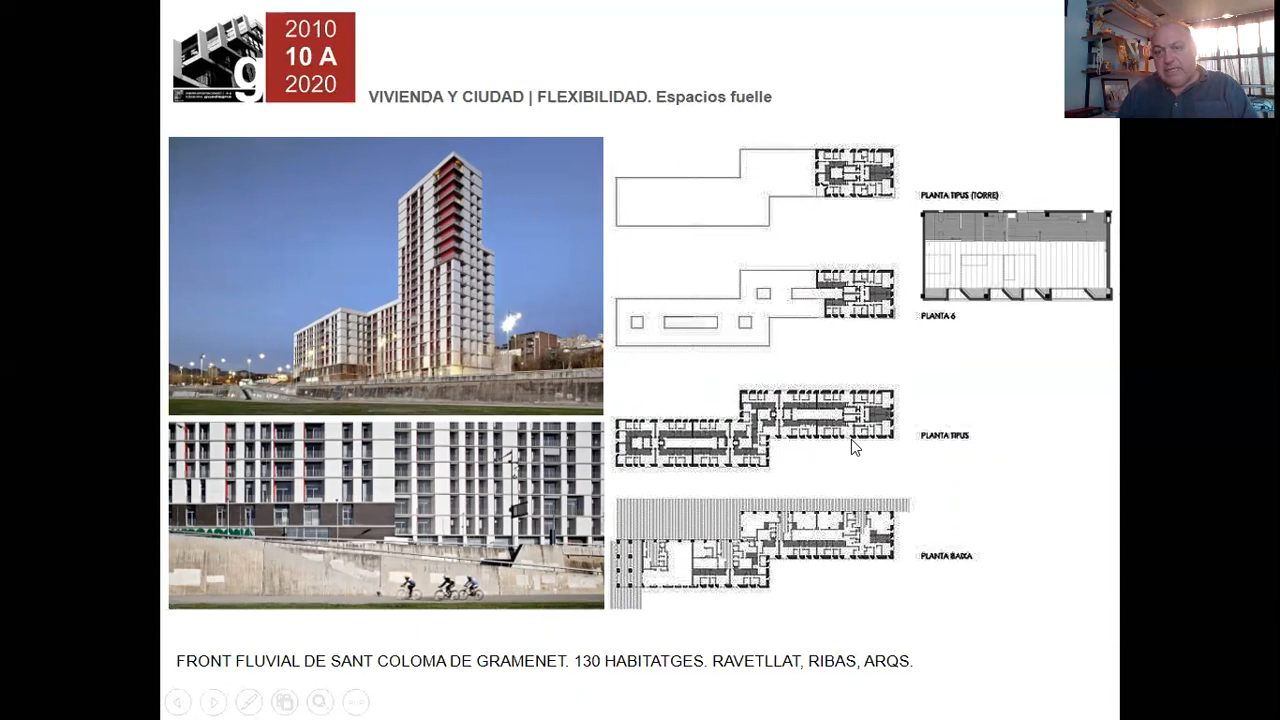 2010
10 A
2020
g
VIVIENDA Y CIUDAD | FLEXIBILIDAD. Espacios fuelle
PLANTA TIPUS (TORRE)
PLANTA 6
PLANTA TIPUS
PLANTA BAIXA
FRONT FLUVIAL DE SANT COLOMA DE GRAMENET. 130 HABITATGES. RAVETLLAT, RIBAS, ARQS.